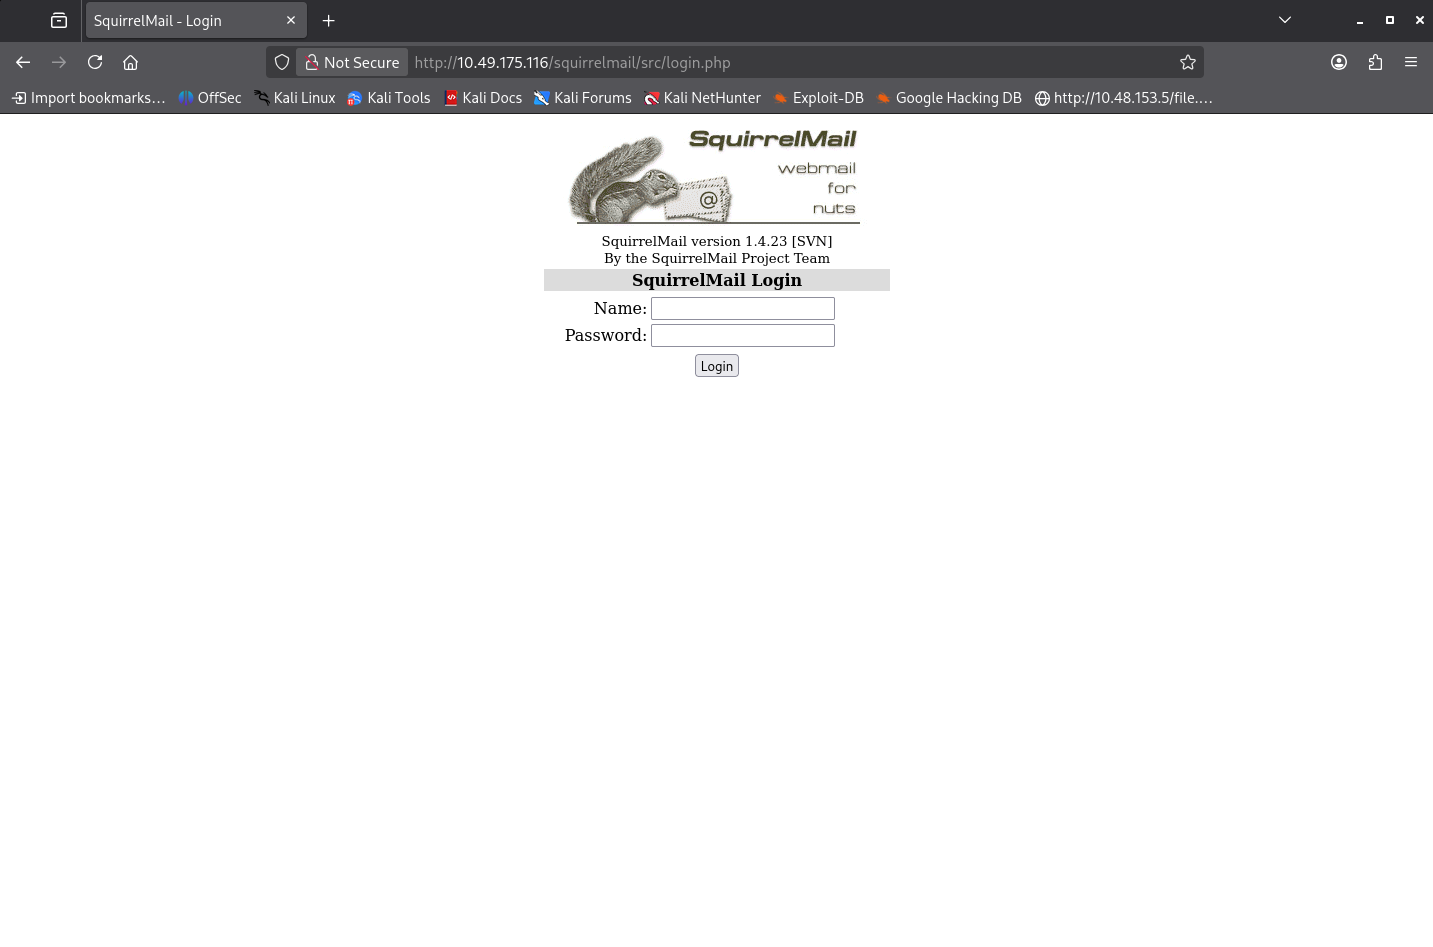 SquirrelMail - Login
Not Secure http://10.49.175.116/squirrelmail/src/login.php
Import bookmarks... OffSec Kali Linux Kali Tools Kali Docs Kali Forums Kali NetHunter Exploit-DB Google Hacking DB http://10.48.153.5/file....
SquirrelMail
webmail
for
nuts
@
SquirrelMail version 1.4.23 [SVN]
By the SquirrelMail Project Team
SquirrelMail Login
Name:
Password:
Login